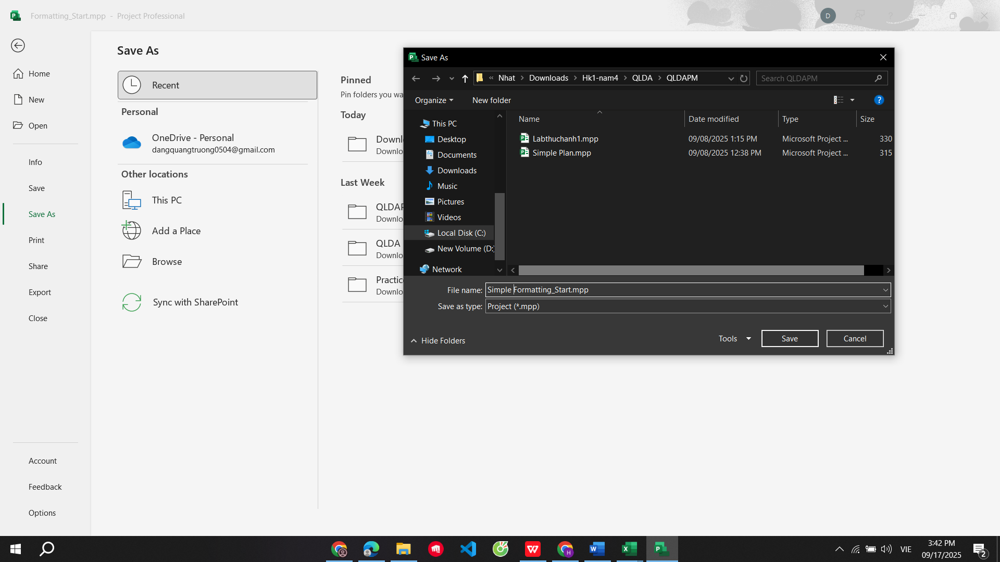 Formatting_Start.mpp - Project Professional
D
Home
New
Open
Info
Save
Save As
Print
Share
Export
Close
Account
Feedback
Options
Save As
Recent
Personal
OneDrive - Personal
dangquangtruong0504@gmail.com
Other locations
This PC
Add a Place
Browse
Sync with SharePoint
Pinned
Pin folders you wa
Today
Downl
Downlo
Last Week
QLDAP
Downlo
QLDA
Downlo
Practice
Downlo
Save As
« Nhat > Downloads > Hk1-nam4 > QLDA > QLDAPM
Search QLDAPM
Organize
New folder
This PC
Desktop
Documents
Downloads
Music
Pictures
Videos
Local Disk (C:)
New Volume (D:)
Network
Name Date modified Type Size
Labthuchanh1.mpp 09/08/2025 1:15 PM Microsoft Project ... 330
Simple Plan.mpp 09/08/2025 12:38 PM Microsoft Project ... 315
File name: Simple Formatting_Start.mpp
Save as type: Project (*.mpp)
Hide Folders
Tools
Save
Cancel
VIE
3:42 PM
09/17/2025
2